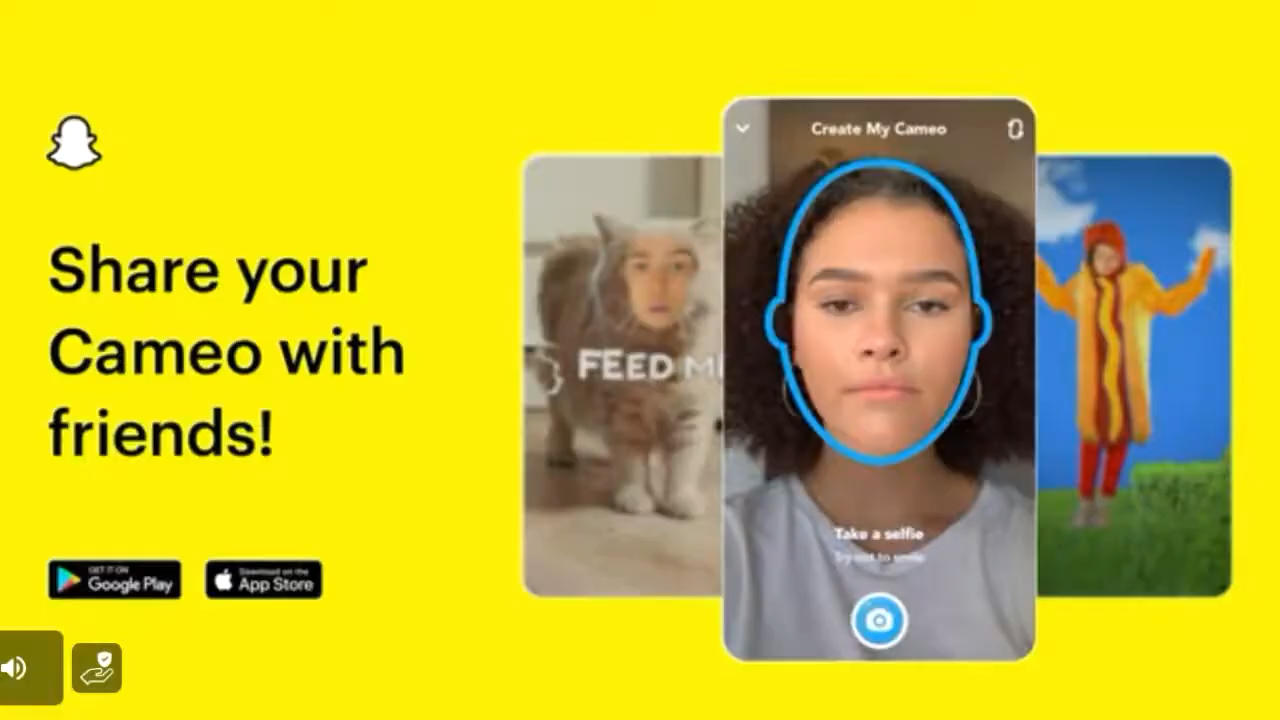 Share your
Cameo with
friends!
GET IT ON
Google Play
Download on the
App Store
FEED ME
Create My Cameo
Take a selfie
Try not to smile